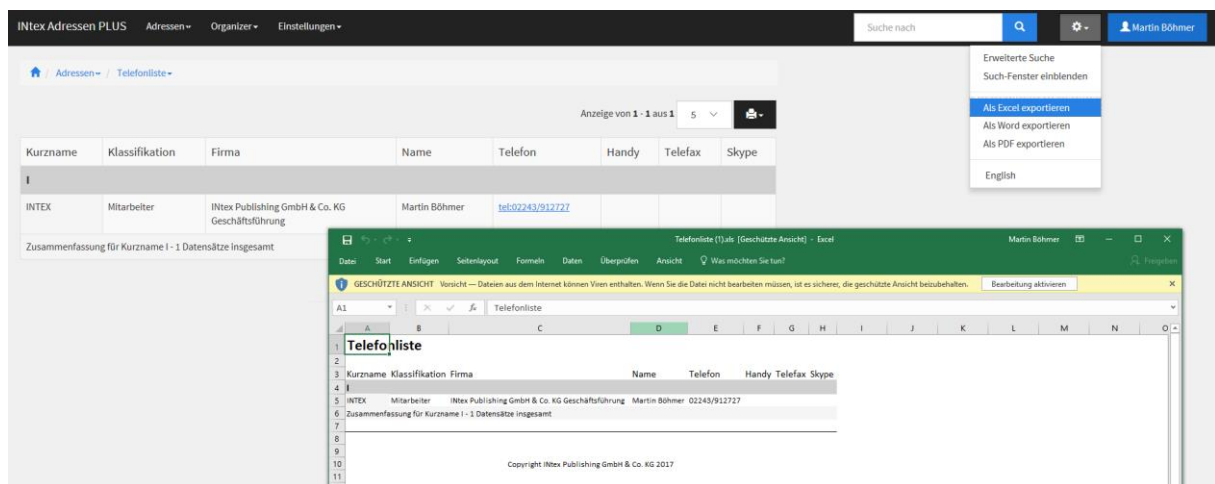 INtex Adressen PLUS Adressen Organizer Einstellungen Suche nach Martin Böhmer
Erweiterte Suche
Such-Fenster einblenden
Als Excel exportieren
Als Word exportieren
Als PDF exportieren
English
/ Adressen / Telefonliste
Anzeige von 1 - 1 aus 1 5
Kurzname Klassifikation Firma Name Telefon Handy Telefax Skype
I
INTEX Mitarbeiter INtex Publishing GmbH & Co. KG Martin Böhmer tel:02243/912727
Geschäftsführung
Zusammenfassung für Kurzname I - 1 Datensätze insgesamt
Telefonliste (1).xls [Geschützte Ansicht] - Excel Martin Böhmer
Datei Start Einfügen Seitenlayout Formeln Daten Überprüfen Ansicht Was möchten Sie tun? Freigeben
GESCHÜTZTE ANSICHT Vorsicht — Dateien aus dem Internet können Viren enthalten. Wenn Sie die Datei nicht bearbeiten müssen, ist es sicherer, die geschützte Ansicht beizubehalten. Bearbeitung aktivieren
A1 fx Telefonliste
A B C D E F G H I J K L M N O
1 Telefonliste
2
3 Kurzname Klassifikation Firma Name Telefon Handy Telefax Skype
4 I
5 INTEX Mitarbeiter INtex Publishing GmbH & Co. KG Geschäftsführung Martin Böhmer 02243/912727
6 Zusammenfassung für Kurzname I - 1 Datensätze insgesamt
7
8
9
10 Copyright INtex Publishing GmbH & Co. KG 2017
11